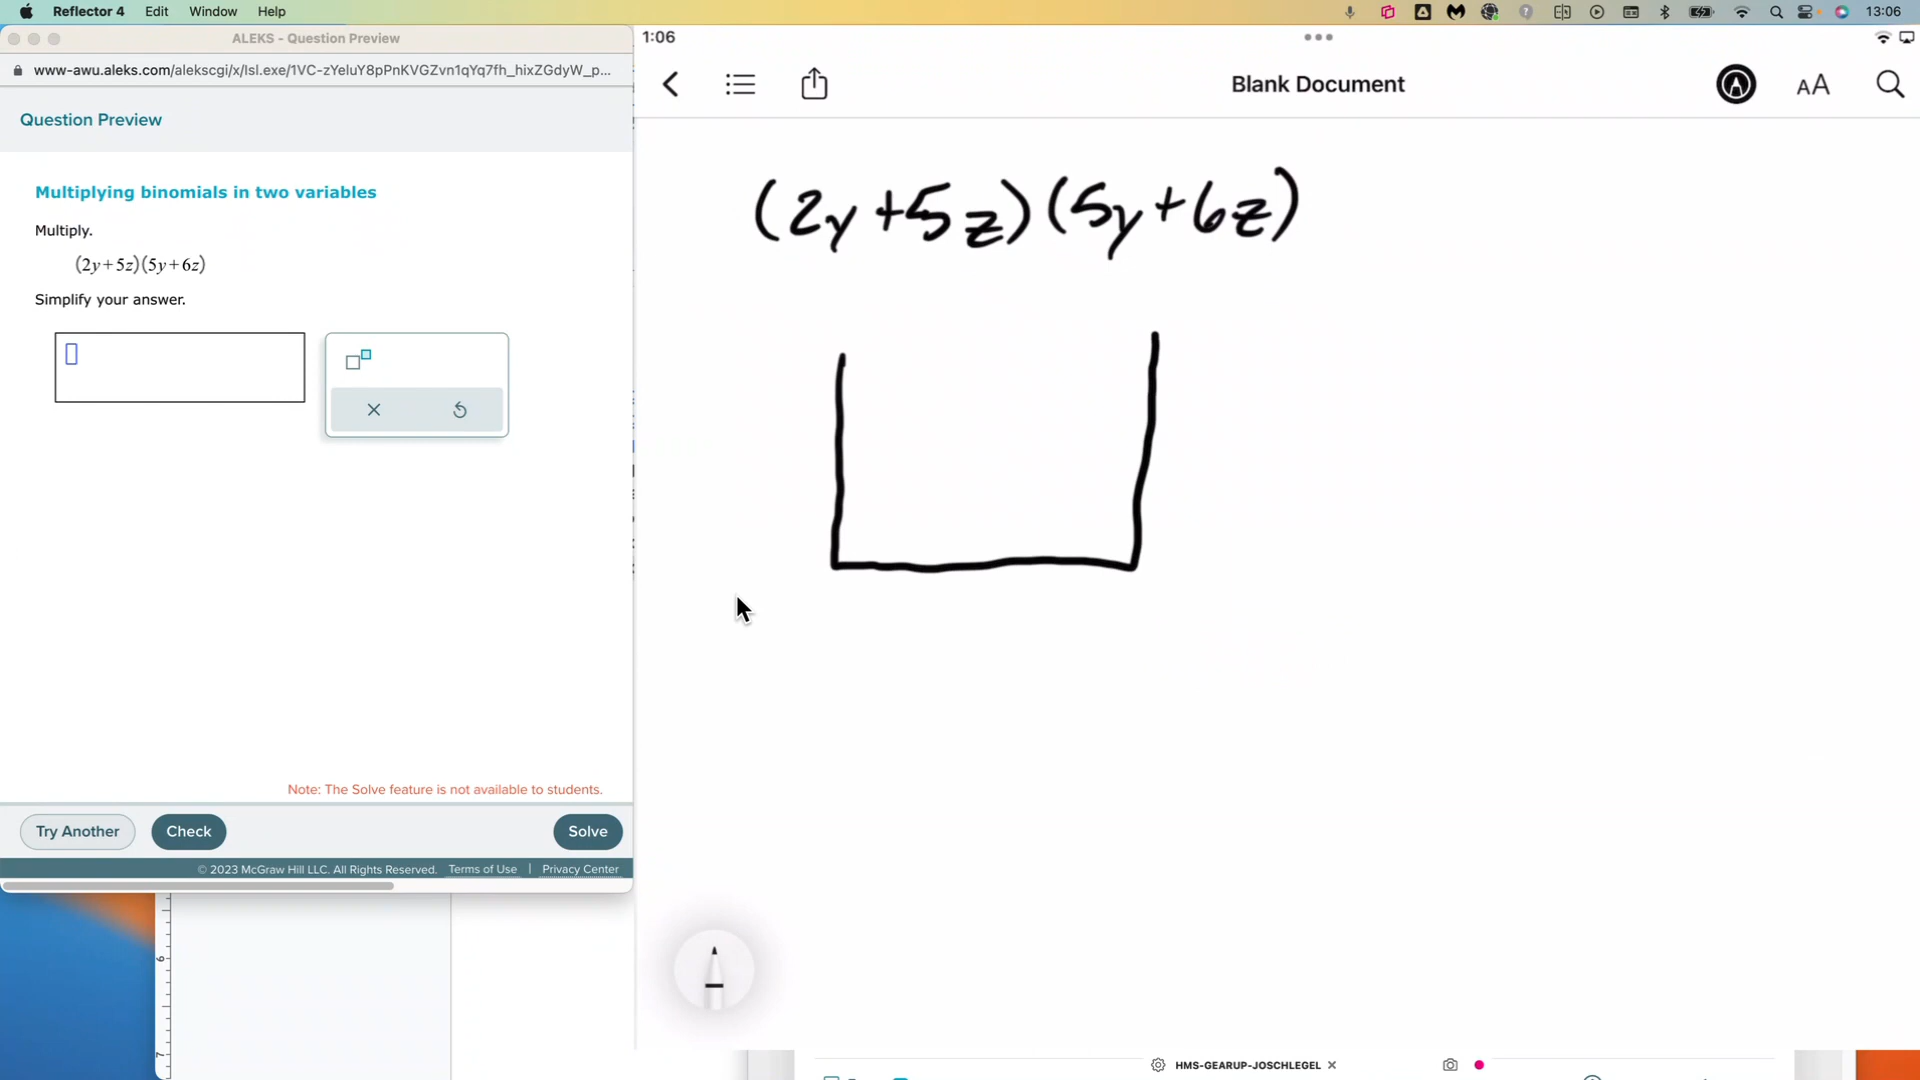 Reflector 4 Edit Window Help 13:06
ALEKS - Question Preview
www-awu.aleks.com/alekscgi/x/Isl.exe/1VC-zYeluY8pPnKVGZvn1qYq7fh_hixZGdyW_p...
Question Preview
Multiplying binomials in two variables
Multiply.
(2y+5z)(5y+6z)
Simplify your answer.
Note: The Solve feature is not available to students.
Try Another Check Solve
© 2023 McGraw Hill LLC. All Rights Reserved. Terms of Use | Privacy Center
6
7
1:06
Blank Document
AA
(2y+5z)(5y+6z)
HMS-GEARUP-JOSCHLEGEL